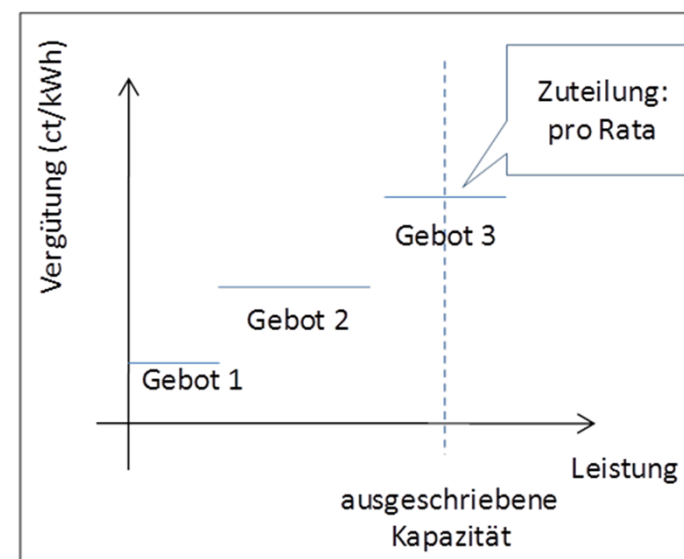 Vergütung (ct/kWh)
Zuteilung:
pro Rata
Gebot 3
Gebot 2
Gebot 1
Leistung
ausgeschriebene
Kapazität